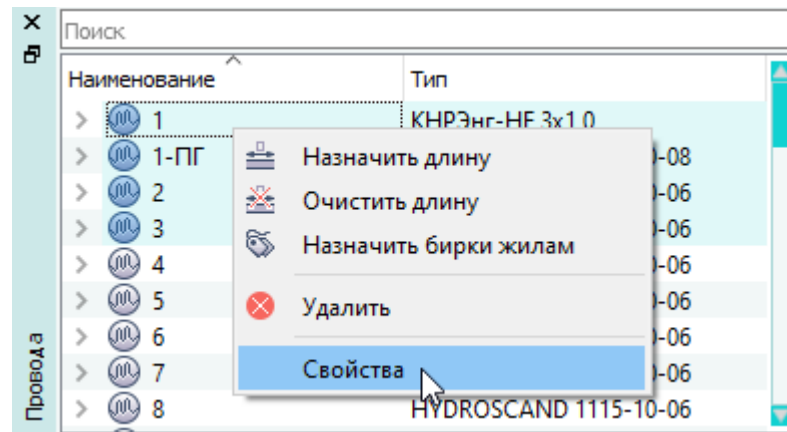 Поиск
Наименование Тип
1 КНРЭнг-HF 3x1,0
1-ПГ -08
Назначить длину
2 -06
Очистить длину
3 -06
Назначить бирки жилам
4 -06
5 -06
Удалить
6 -06
7 -06
Свойства
8 HYDROSCAND 1115-10-06
Провода